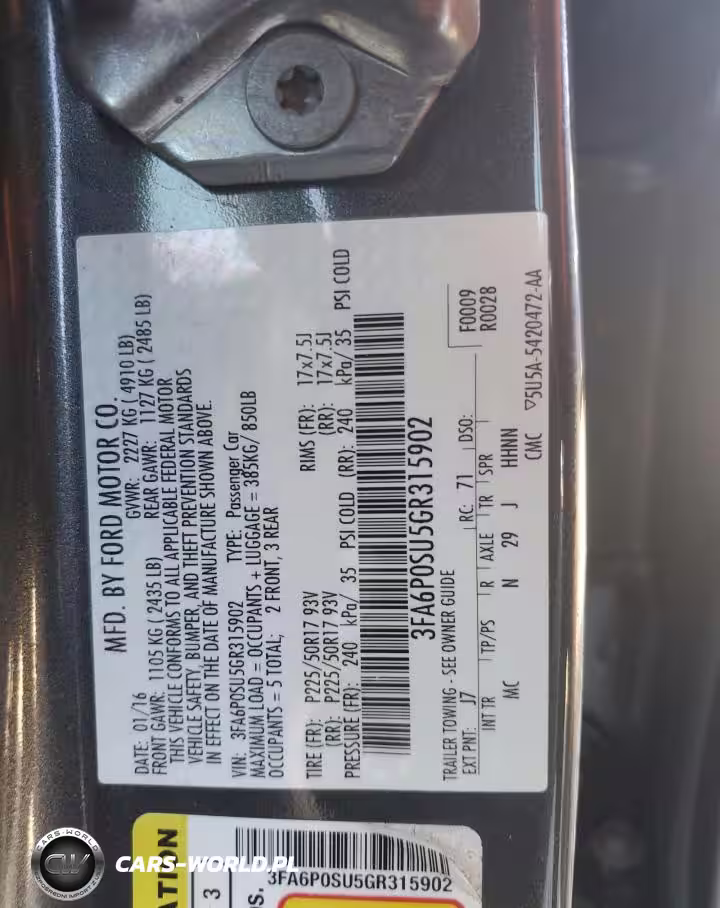 MFD. BY FORD MOTOR CO.
DATE: 01/16 GVWR: 2227 KG ( 4910 LB)
FRONT GAWR: 1105 KG ( 2435 LB) REAR GAWR: 1127 KG ( 2485 LB)
THIS VEHICLE CONFORMS TO ALL APPLICABLE FEDERAL MOTOR
VEHICLE SAFETY, BUMPER, AND THEFT PREVENTION STANDARDS
IN EFFECT ON THE DATE OF MANUFACTURE SHOWN ABOVE.
VIN: 3FA6P0SU5GR315902 TYPE: Passenger Car
MAXIMUM LOAD = OCCUPANTS + LUGGAGE = 385KG/ 850LB
OCCUPANTS = 5 TOTAL; 2 FRONT, 3 REAR
TIRE (FR): P225/50R17 93V RIMS (FR): 17x7.5J
(RR): P225/50R17 93V (RR): 17x7.5J
PRESSURE (FR): 240 kPa/ 35 PSI COLD (RR): 240 kPa/ 35 PSI COLD
3FA6P0SU5GR315902
TRAILER TOWING - SEE OWNER GUIDE
EXT PNT: J7 RC: 71 DSO: F0009
R0028
INT TR TP/PS R AXLE TR SPR
MC N 29 J HHNN
CMC ▽5U5A-5420472-AA
ATION
3
OS.
3FA6P0SU5GR315902
CARS-WORLD
CW
CARS-WORLD.PL